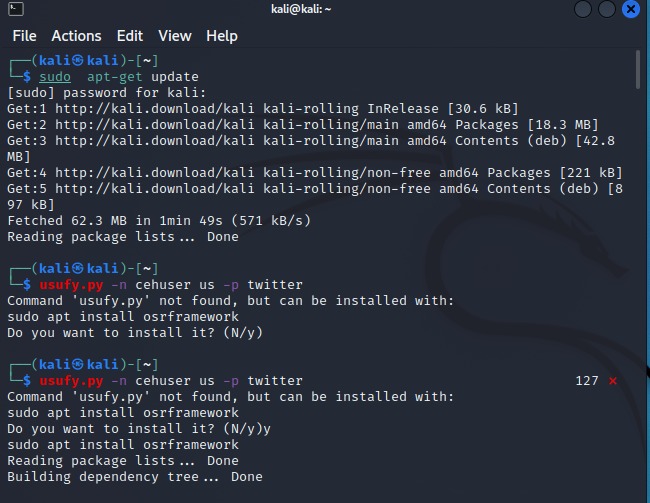 kali@kali: ~
File Actions Edit View Help
┌──(kali㉿kali)-[~]
└─$ sudo apt-get update
[sudo] password for kali:
Get:1 http://kali.download/kali kali-rolling InRelease [30.6 kB]
Get:2 http://kali.download/kali kali-rolling/main amd64 Packages [18.3 MB]
Get:3 http://kali.download/kali kali-rolling/main amd64 Contents (deb) [42.8
MB]
Get:4 http://kali.download/kali kali-rolling/non-free amd64 Packages [221 kB]
Get:5 http://kali.download/kali kali-rolling/non-free amd64 Contents (deb) [8
97 kB]
Fetched 62.3 MB in 1min 49s (571 kB/s)
Reading package lists... Done
┌──(kali㉿kali)-[~]
└─$ usufy.py -n cehuser us -p twitter
Command 'usufy.py' not found, but can be installed with:
sudo apt install osrframework
Do you want to install it? (N/y)
┌──(kali㉿kali)-[~]
└─$ usufy.py -n cehuser us -p twitter 127 ⨯
Command 'usufy.py' not found, but can be installed with:
sudo apt install osrframework
Do you want to install it? (N/y)y
sudo apt install osrframework
Reading package lists... Done
Building dependency tree... Done